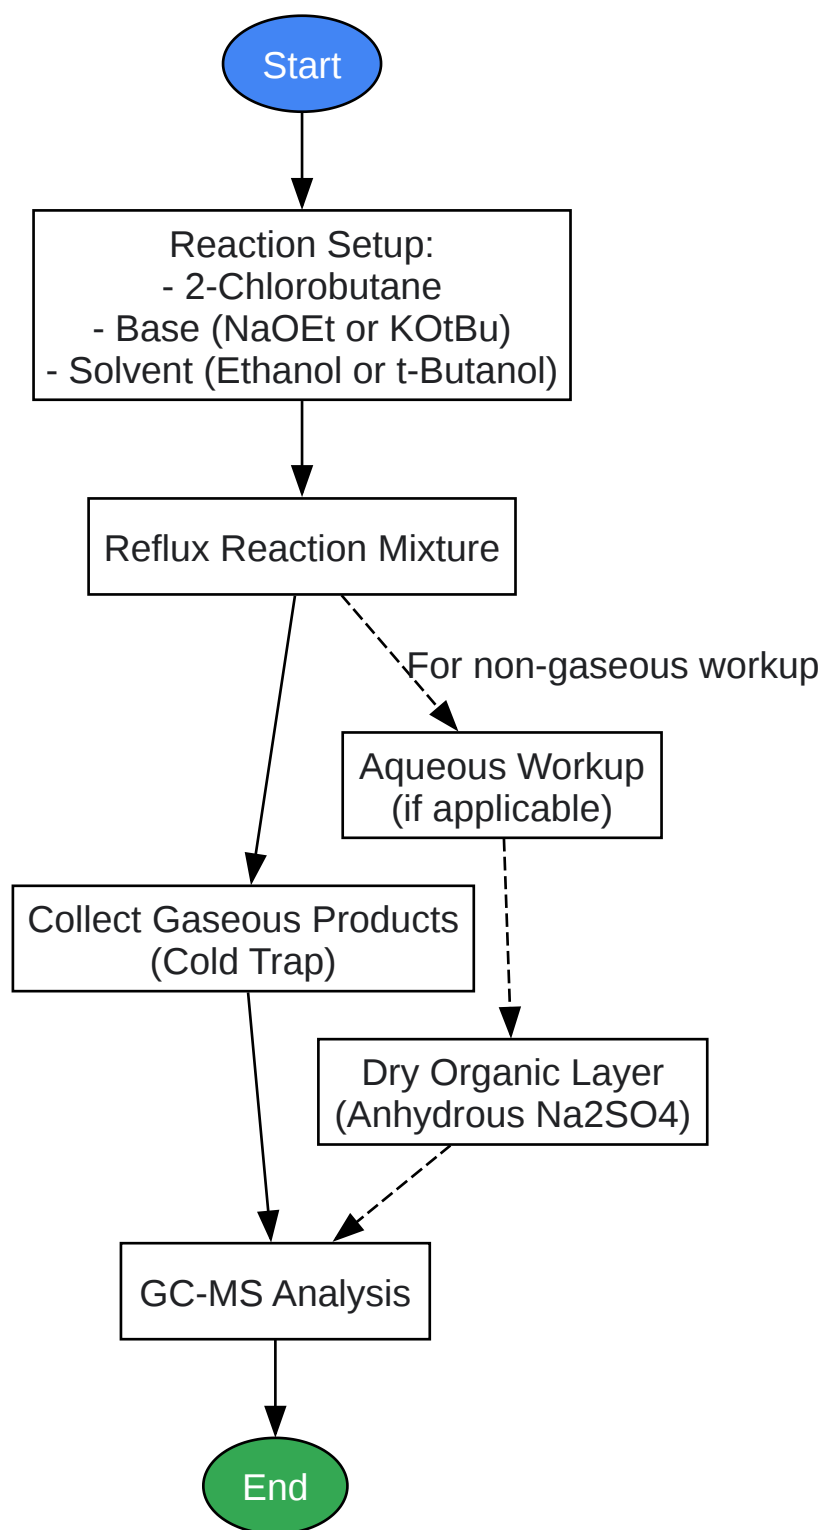 Start
Reaction Setup:
- 2-Chlorobutane
- Base (NaOEt or KOtBu)
- Solvent (Ethanol or t-Butanol)
Reflux Reaction Mixture
For non-gaseous workup
Aqueous Workup
(if applicable)
Collect Gaseous Products
(Cold Trap)
Dry Organic Layer
(Anhydrous Na2SO4)
GC-MS Analysis
End